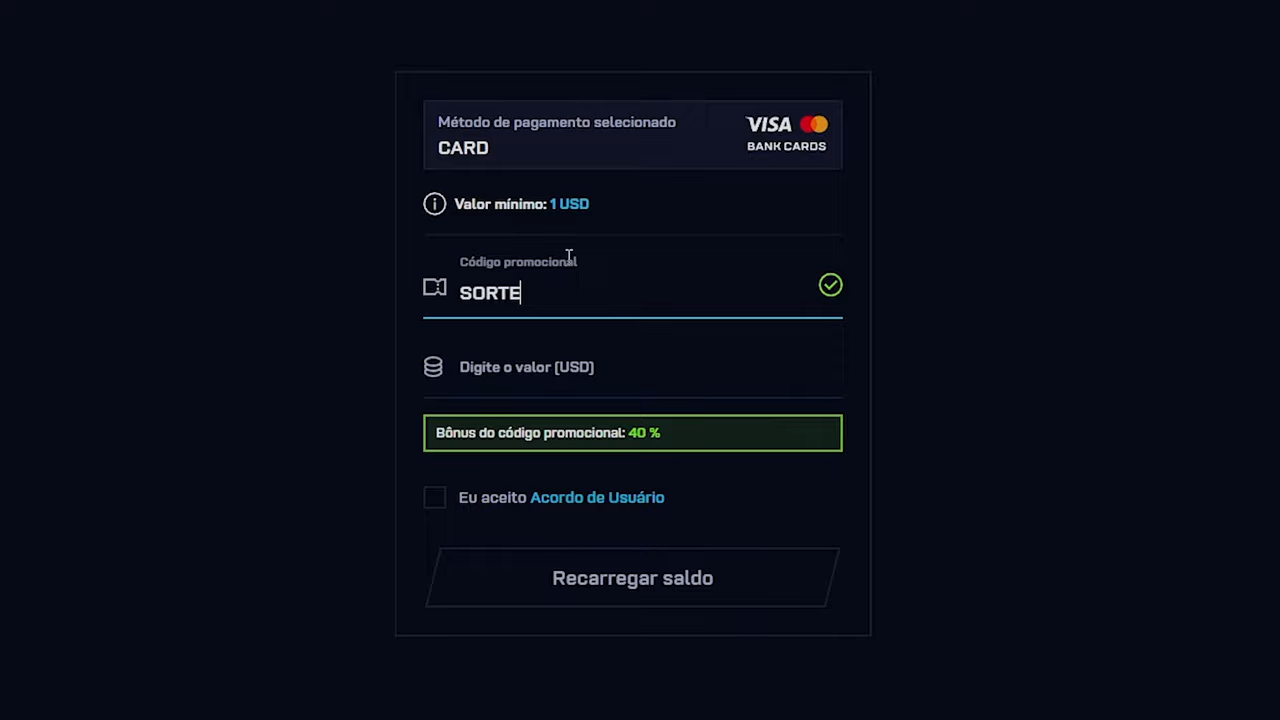 Método de pagamento selecionado
CARD
VISA
BANK CARDS
Valor mínimo: 1 USD
Código promocional
SORTE
Digite o valor (USD)
Bônus do código promocional: 40 %
Eu aceito Acordo de Usuário
Recarregar saldo